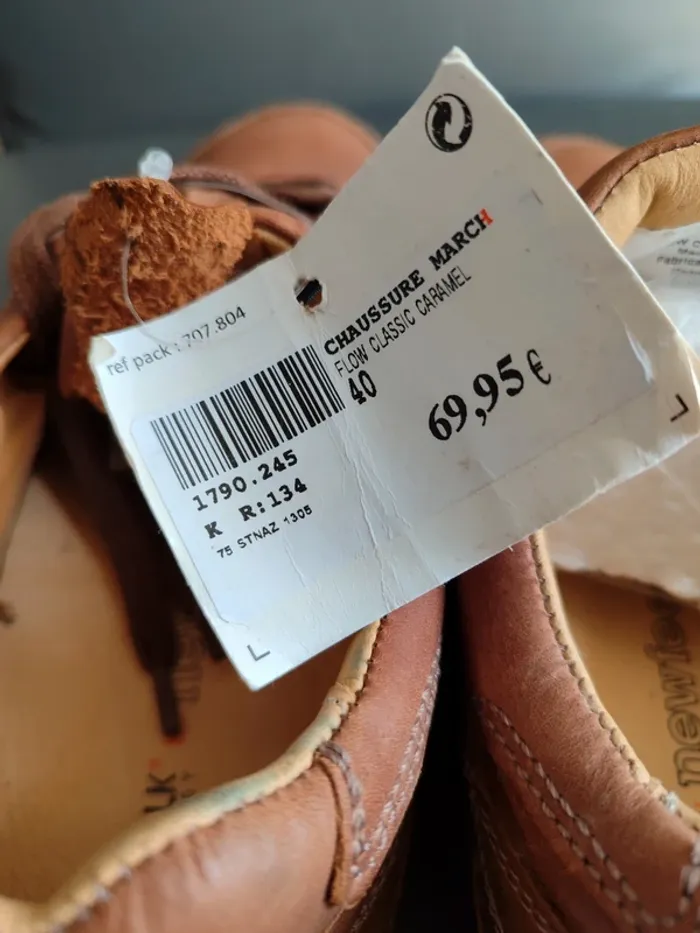 CHAUSSURE MARCH
FLOW CLASSIC CARAMEL
40
69,95€
ref pack : 707.804
1790.245
K R:134
75 STNAZ 1305